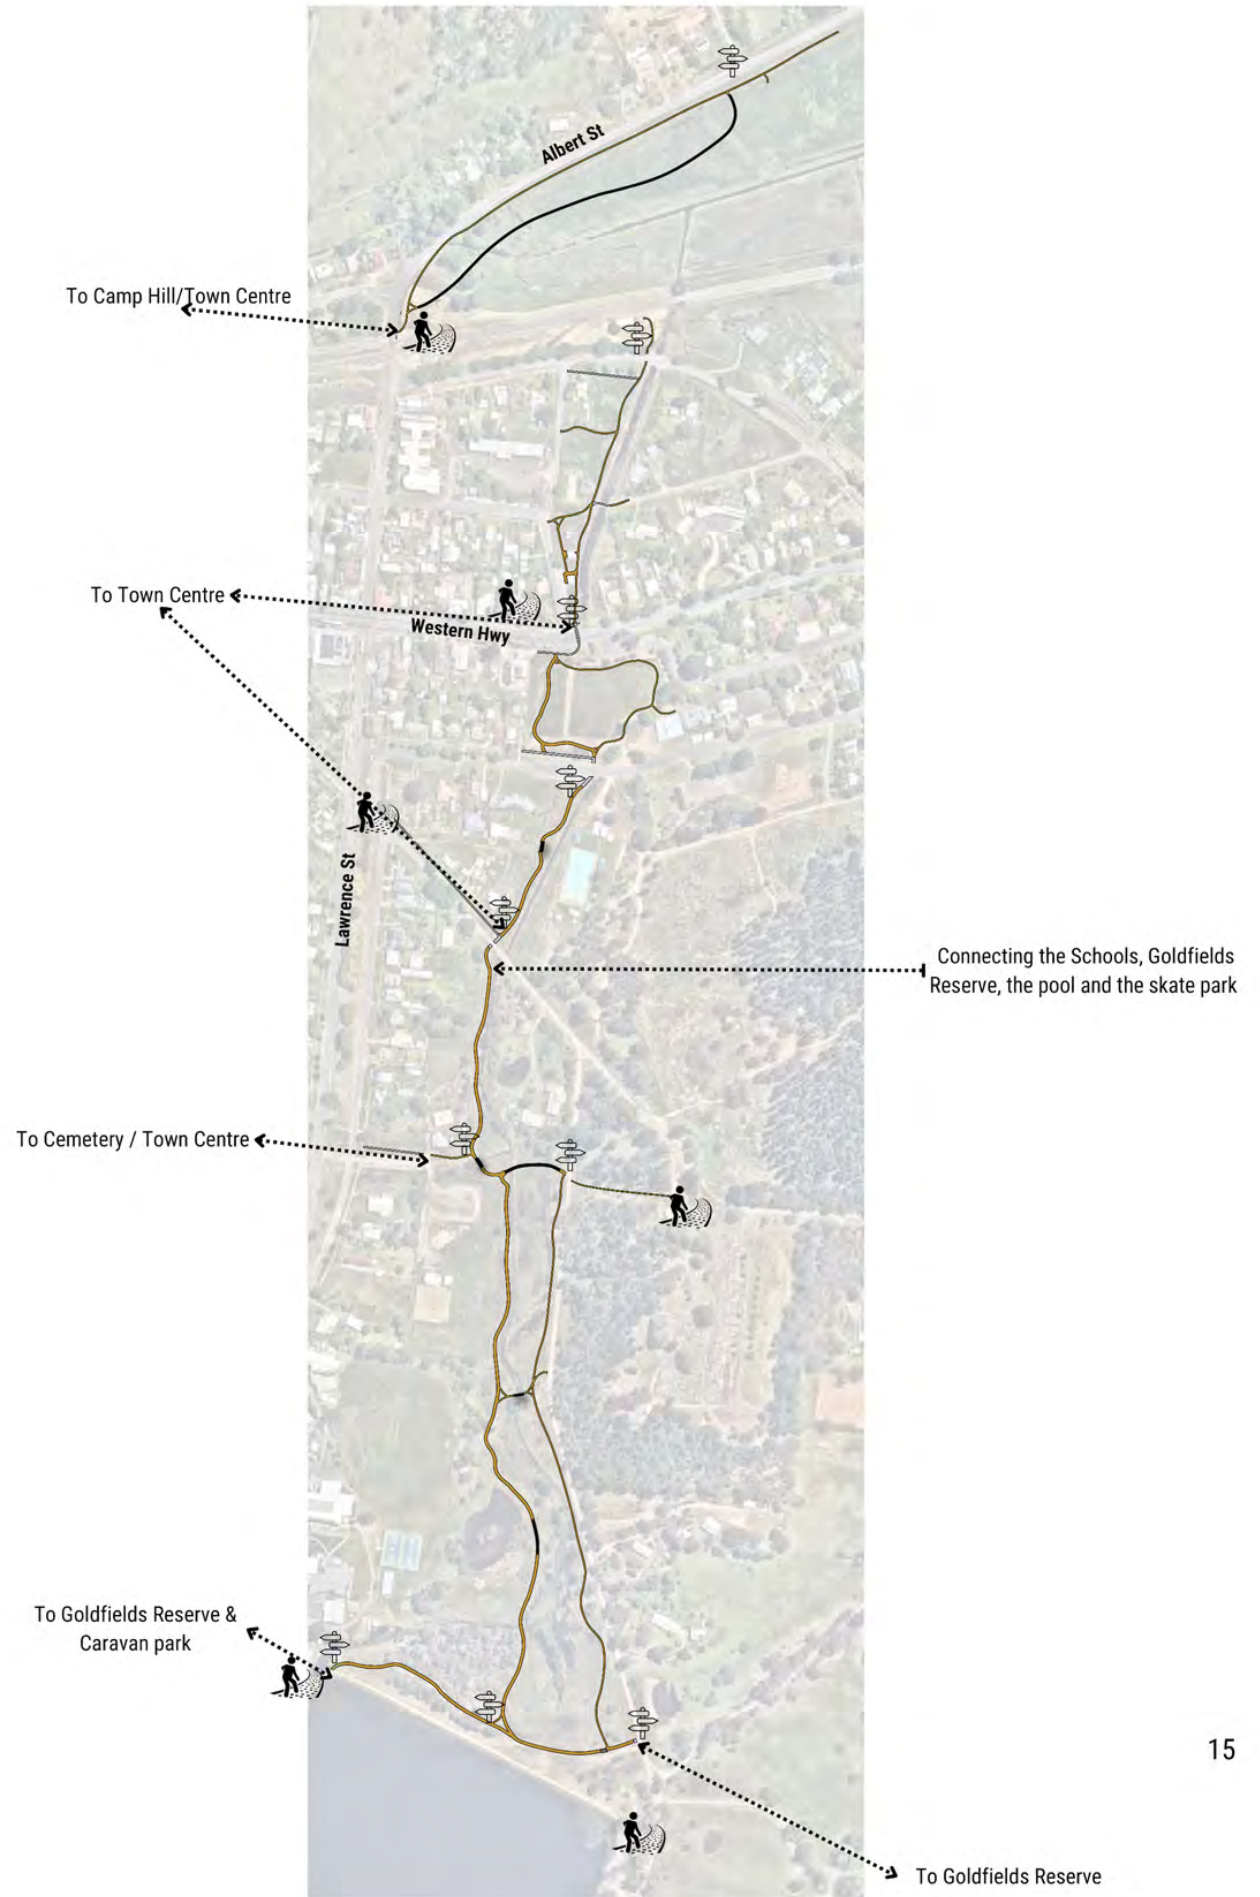 Albert St
To Camp Hill/Town Centre
To Town Centre
Western Hwy
Lawrence St
Connecting the Schools, Goldfields
Reserve, the pool and the skate park
To Cemetery / Town Centre
To Goldfields Reserve &
Caravan park
15
To Goldfields Reserve